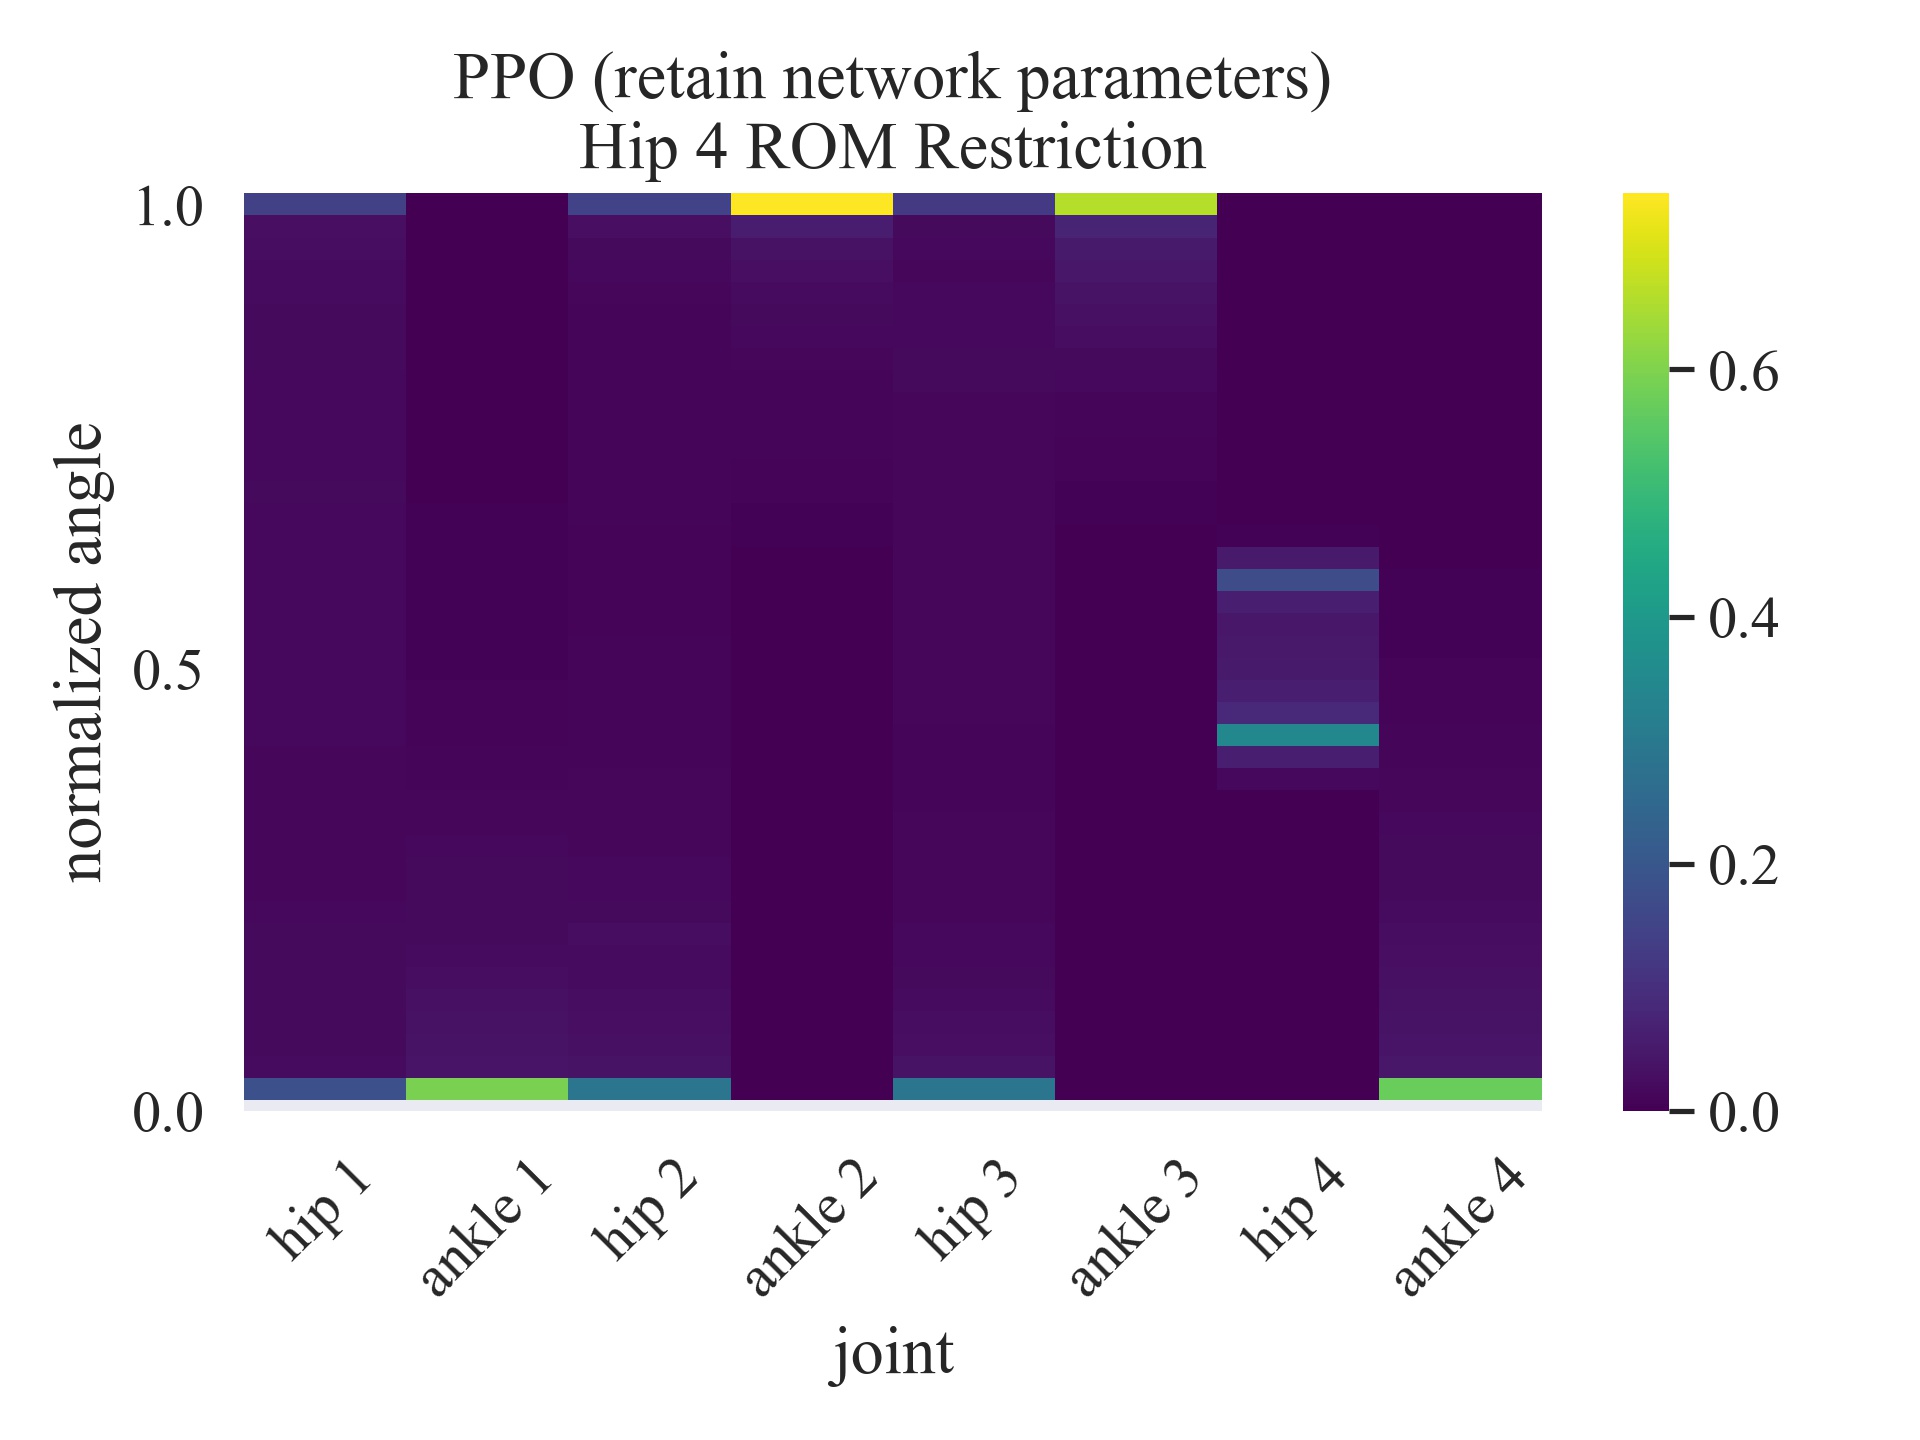 PPO (retain network parameters)
Hip 4 ROM Restriction
1.0
0.5
0.0
normalized angle
hip 1
ankle 1
hip 2
ankle 2
hip 3
ankle 3
hip 4
ankle 4
joint
0.6
0.4
0.2
0.0